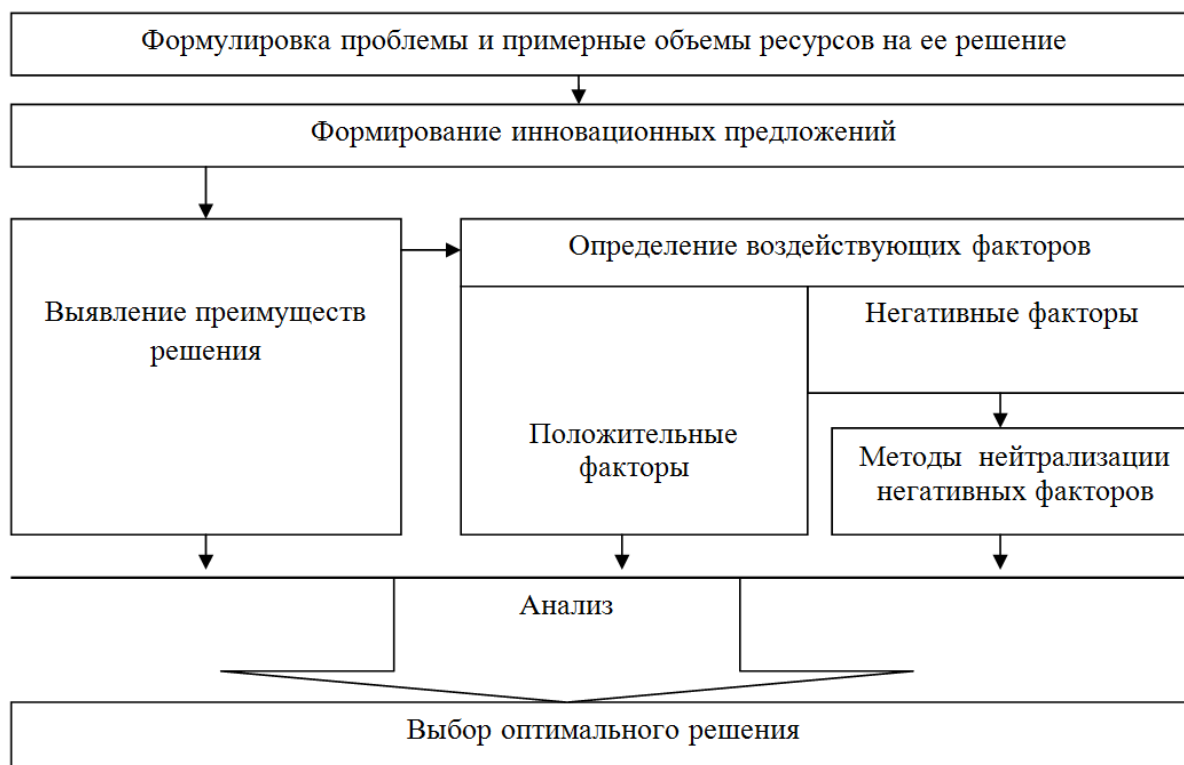 Формулировка проблемы и примерные объемы ресурсов на ее решение
Формирование инновационных предложений
Выявление преимуществ
решения
Определение воздействующих факторов
Положительные
факторы
Негативные факторы
Методы нейтрализации
негативных факторов
Анализ
Выбор оптимального решения